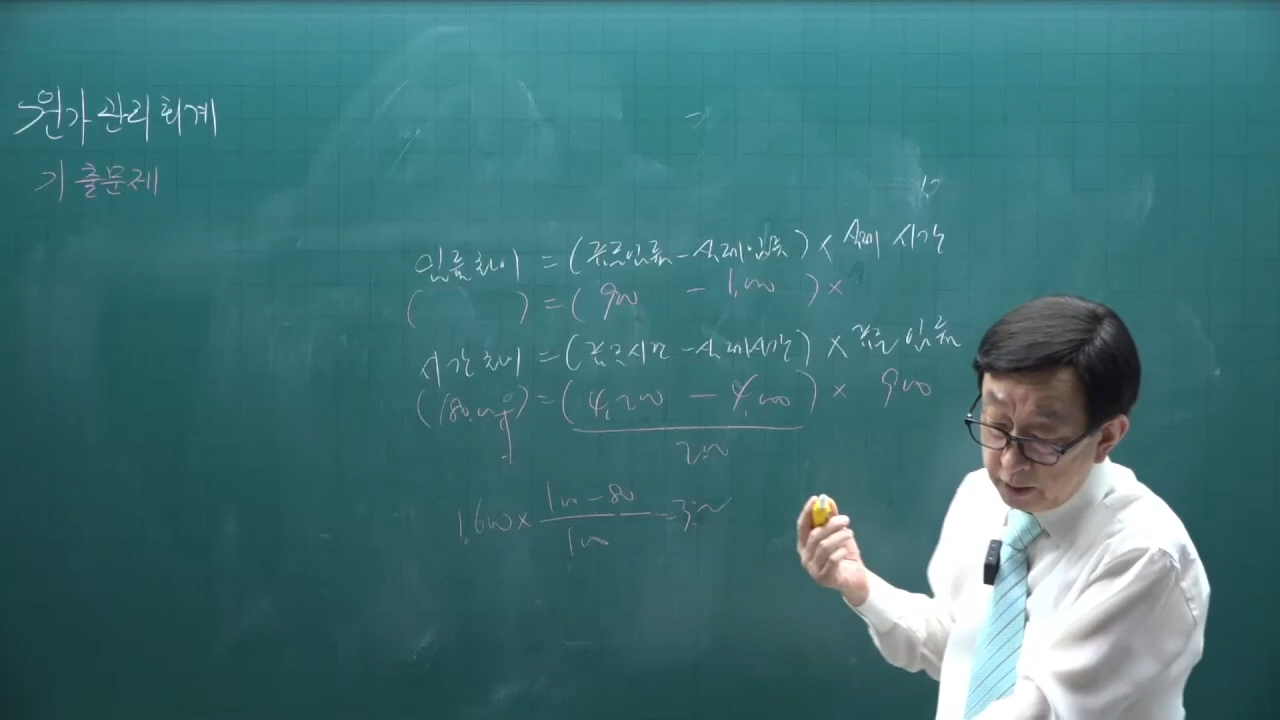 원가관리회계
기출문제
임률차이 = (표준임률 - 실제임률) × 실제 시간
( ) = ( 900 - 1,000 ) ×
시간차이 = (표준시간 - 실제시간) × 표준 임률
(180,000) = (4,200 - 4,000) × 900
200
1,600 × 100 - 80
100